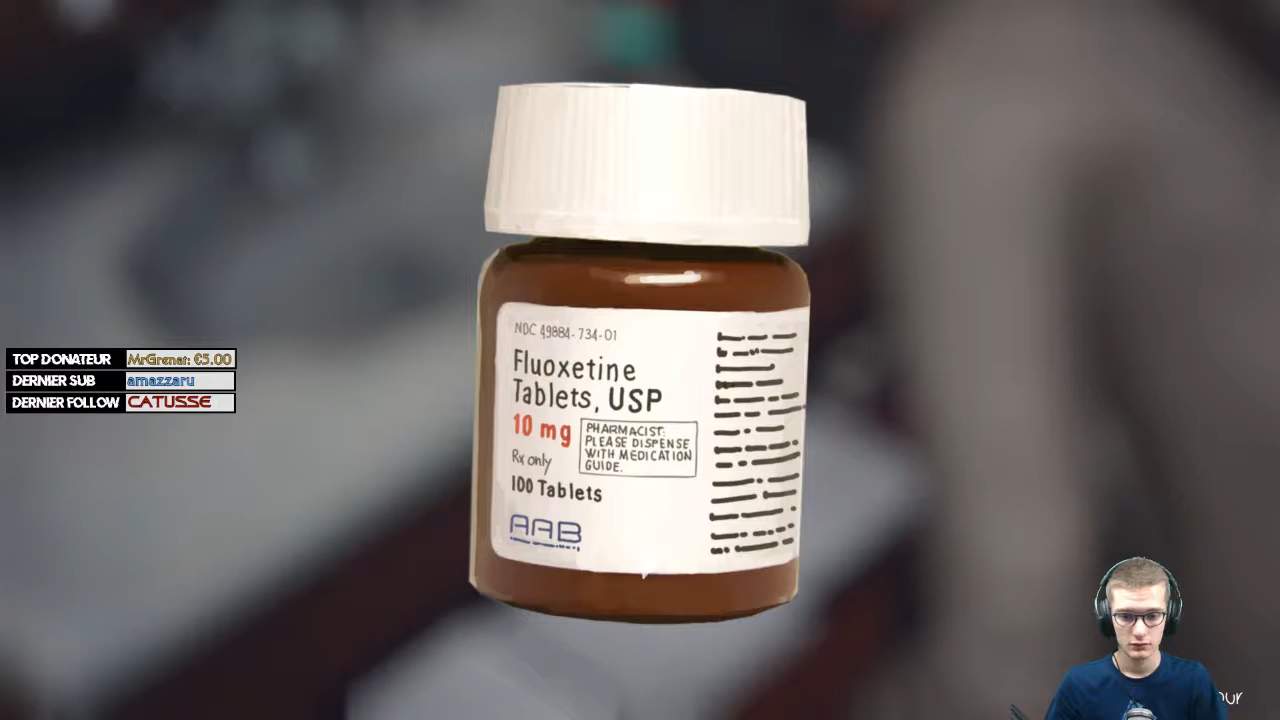 TOP DONATEUR MrGrenat: €5.00
DERNIER SUB amazzaru
DERNIER FOLLOW CATUSSE
NDC 49884-734-01
Fluoxetine
Tablets, USP
10 mg
PHARMACIST:
PLEASE DISPENSE
WITH MEDICATION
GUIDE.
Rx only
100 Tablets
AAB